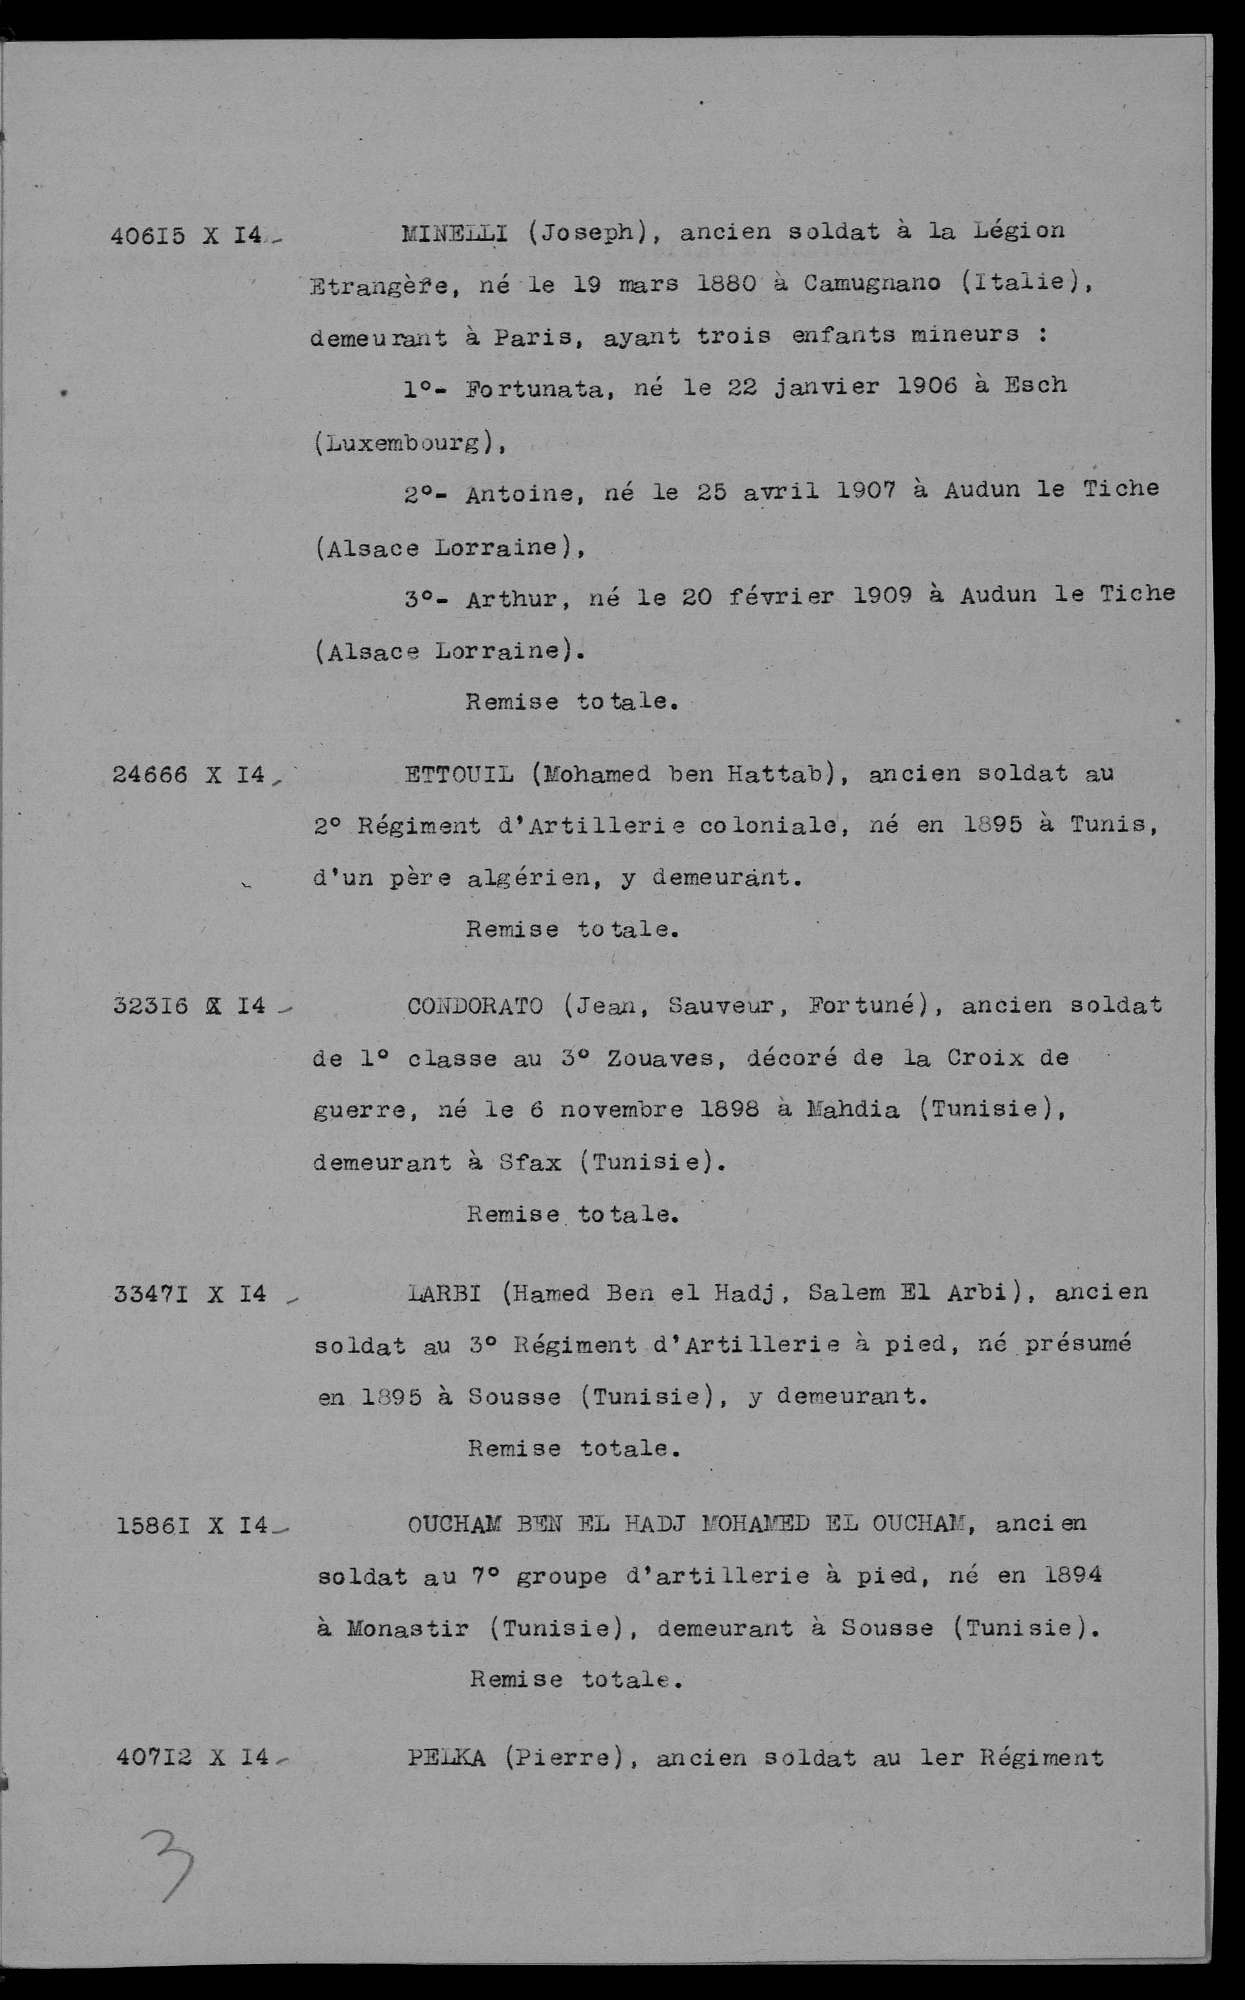 40615 X 14 - MINELLI (Joseph), ancien soldat à la Légion
Etrangère, né le 19 mars 1880 à Camugnano (Italie),
demeurant à Paris, ayant trois enfants mineurs :
1°- Fortunata, né le 22 janvier 1906 à Esch
(Luxembourg),
2°- Antoine, né le 25 avril 1907 à Audun le Tiche
(Alsace Lorraine),
3°- Arthur, né le 20 février 1909 à Audun le Tiche
(Alsace Lorraine).
Remise totale.
24666 X 14 - ETTOUIL (Mohamed ben Hattab), ancien soldat au
2° Régiment d'Artillerie coloniale, né en 1895 à Tunis,
d'un père algérien, y demeurant.
Remise totale.
32316 X 14 - CONDORATO (Jean, Sauveur, Fortuné), ancien soldat
de 1° classe au 3° Zouaves, décoré de la Croix de
guerre, né le 6 novembre 1898 à Mahdia (Tunisie),
demeurant à Sfax (Tunisie).
Remise totale.
33471 X 14 - LARBI (Hamed Ben el Hadj, Salem El Arbi), ancien
soldat au 3° Régiment d'Artillerie à pied, né présumé
en 1895 à Sousse (Tunisie), y demeurant.
Remise totale.
15861 X 14 - OUCHAM BEN EL HADJ MOHAMED EL OUCHAM, ancien
soldat au 7° groupe d'artillerie à pied, né en 1894
à Monastir (Tunisie), demeurant à Sousse (Tunisie).
Remise totale.
40712 X 14 - PELKA (Pierre), ancien soldat au 1er Régiment
3